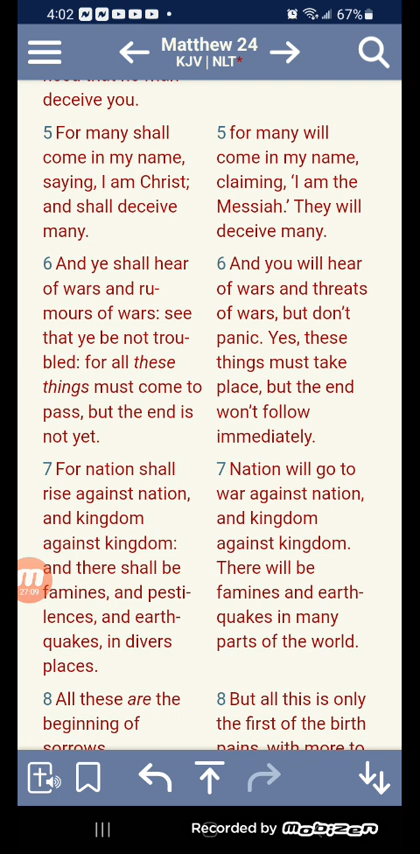 4:02
67%
Matthew 24
KJV | NLT*
deceive you.
5 For many shall
come in my name,
saying, I am Christ;
and shall deceive
many.
6 And ye shall hear
of wars and ru-
mours of wars: see
that ye be not trou-
bled: for all these
things must come to
pass, but the end is
not yet.
7 For nation shall
rise against nation,
and kingdom
against kingdom:
and there shall be
famines, and pesti-
lences, and earth-
quakes, in divers
places.
8 All these are the
beginning of
sorrows
5 for many will
come in my name,
claiming, ‘I am the
Messiah.’ They will
deceive many.
6 And you will hear
of wars and threats
of wars, but don’t
panic. Yes, these
things must take
place, but the end
won’t follow
immediately.
7 Nation will go to
war against nation,
and kingdom
against kingdom.
There will be
famines and earth-
quakes in many
parts of the world.
8 But all this is only
the first of the birth
pains, with more to
27:09
Recorded by mobizen